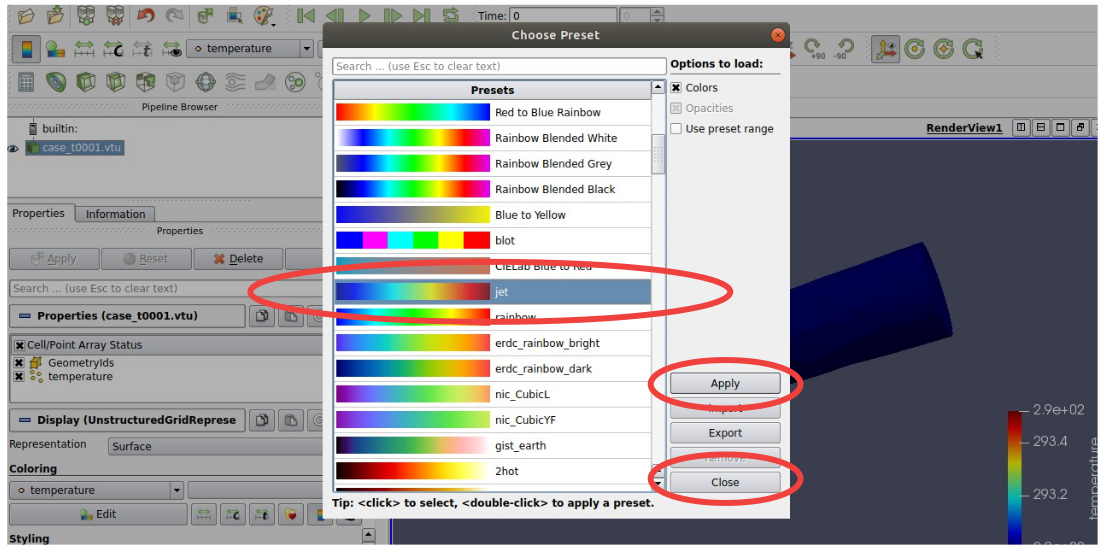 Time: 0
0
Choose Preset
temperature
+90
-90
Search ... (use Esc to clear text)
Options to load:
Presets
Colors
Opacities
Use preset range
Pipeline Browser
builtin:
case_t0001.vtu
RenderView1
Red to Blue Rainbow
Rainbow Blended White
Rainbow Blended Grey
Rainbow Blended Black
Blue to Yellow
blot
CIELab Blue to Red
jet
rainbow
erdc_rainbow_bright
erdc_rainbow_dark
nic_CubicL
nic_CubicYF
gist_earth
2hot
Properties
Information
Properties
Apply
Reset
Delete
Search ... (use Esc to clear text)
Properties (case_t0001.vtu)
Cell/Point Array Status
GeometryIds
temperature
Display (UnstructuredGridReprese
Representation
Surface
Coloring
temperature
Edit
Styling
Apply
Import
Export
Remove
Close
Tip: <click> to select, <double-click> to apply a preset.
2.9e+02
293.4
293.2
temperature